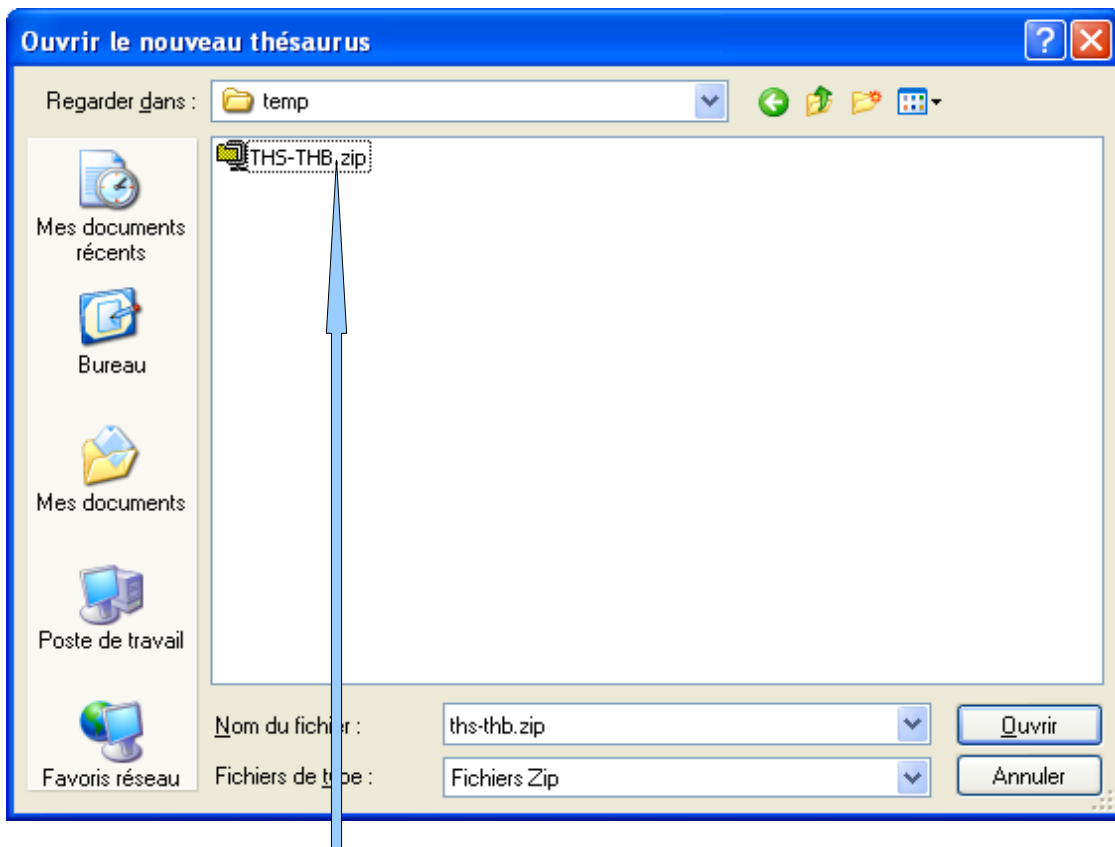 Ouvrir le nouveau thésaurus
Regarder dans :
temp
THS-THB.zip
Mes documents
récents
Bureau
Mes documents
Poste de travail
Favoris réseau
Nom du fichier :
ths-thb.zip
Ouvrir
Fichiers de type :
Fichiers Zip
Annuler